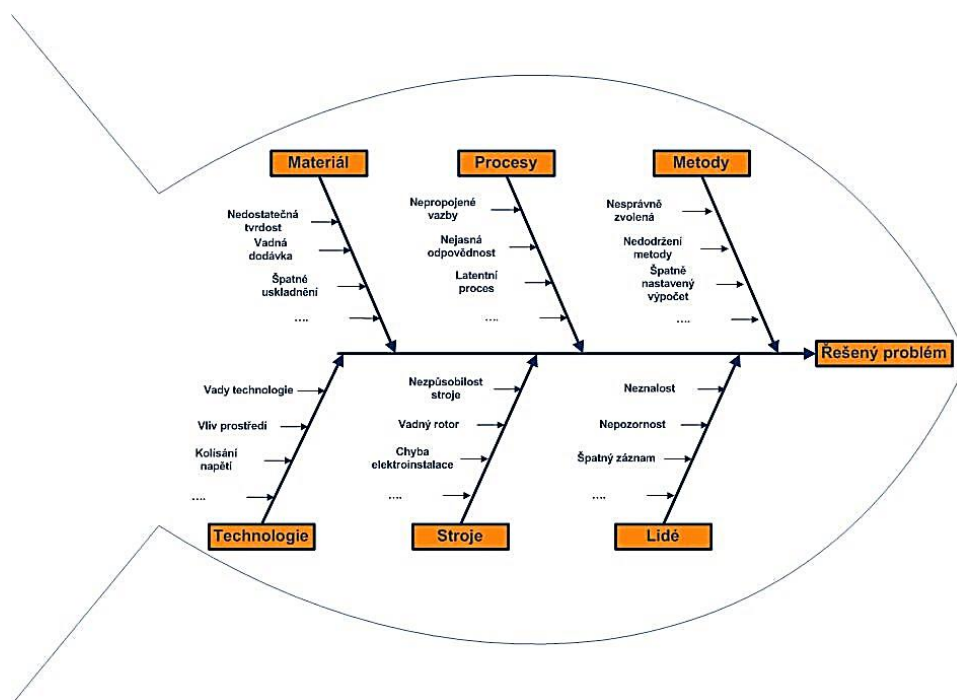 Materiál
Procesy
Metody
Nedostatečná
tvrdost
Vadná
dodávka
Špatné
uskladnění
....
Nepropojené
vazby
Nejasná
odpovědnost
Latentní
proces
....
Nesprávně
zvolená
Nedodržení
metody
Špatně
nastavený
výpočet
....
Řešený problém
Vady technologie
Vliv prostředí
Kolísání
napětí
....
Nezpůsobilost
stroje
Vadný rotor
Chyba
elektroinstalace
....
Neznalost
Nepozornost
Špatný záznam
....
Technologie
Stroje
Lidé